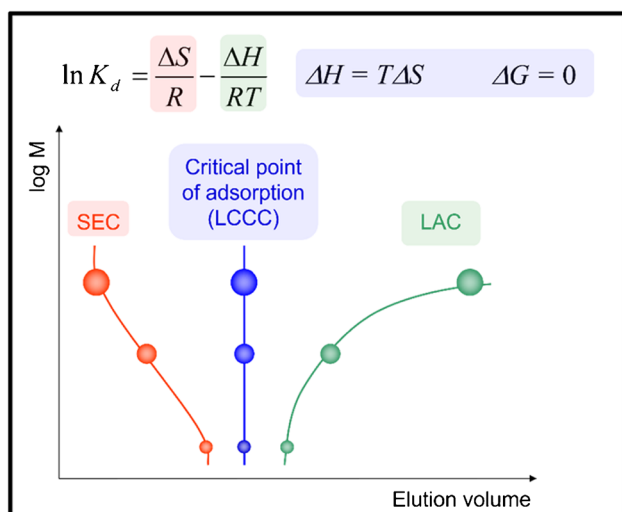 ln K_d = ΔS/R − ΔH/RT ΔH = TΔS ΔG = 0
log M
Critical point
of adsorption
(LCCC)
SEC
LAC
Elution volume